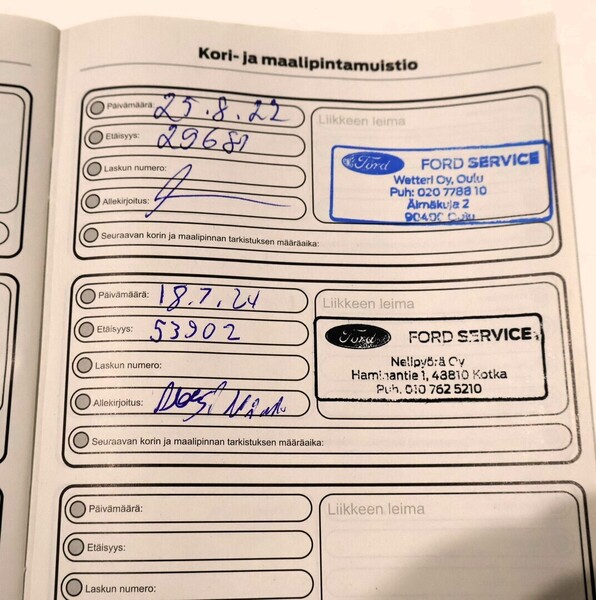 Kori- ja maalipintamuistio
Päivämäärä: 25.8.22
Etäisyys: 29681
Laskun numero:
Allekirjoitus:
Seuraavan korin ja maalipinnan tarkistuksen määräaika:
Liikkeen leima
Ford FORD SERVICE
Wetteri Oy, Oulu
Puh: 020 7788 10
Äimäkuja 2
90400 Oulu
Päivämäärä: 18.7.24
Etäisyys: 53902
Laskun numero:
Allekirjoitus:
Seuraavan korin ja maalipinnan tarkistuksen määräaika:
Liikkeen leima
Ford FORD SERVICE
Nelipyörä Oy
Haminantie 1, 48810 Kotka
Puh. 010 762 5210
Päivämäärä:
Etäisyys:
Laskun numero:
Liikkeen leima